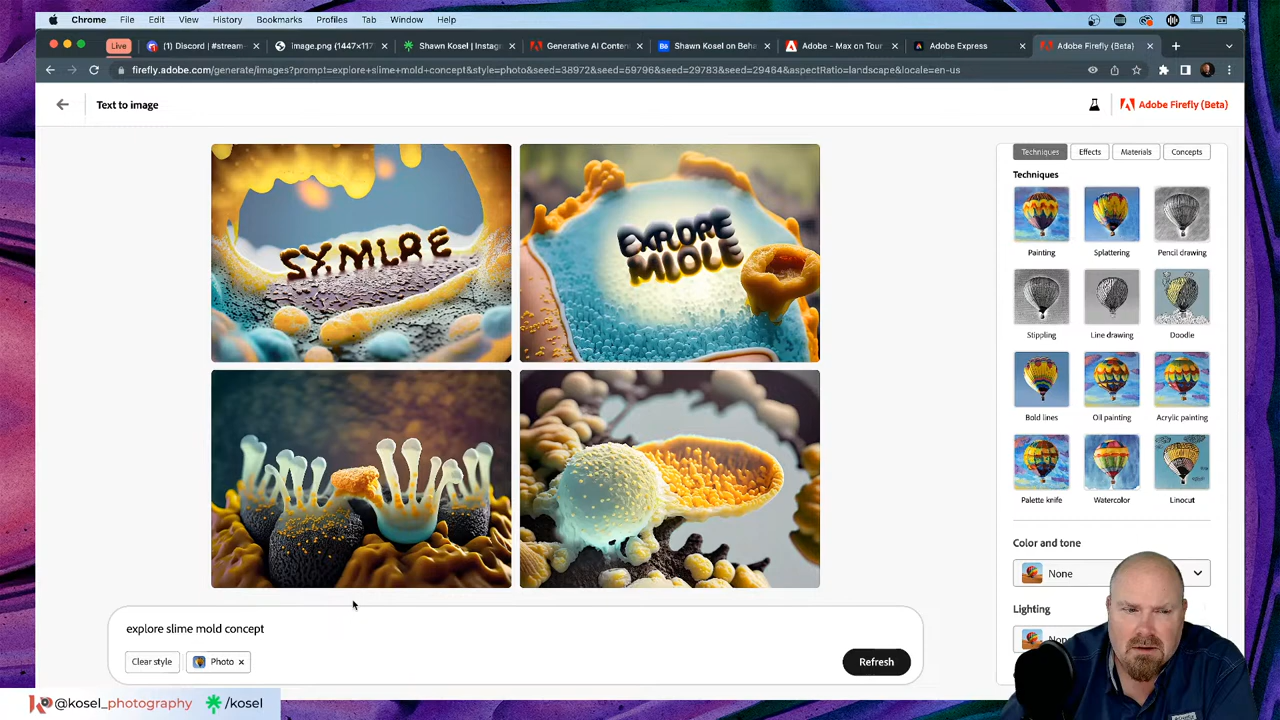 Chrome File Edit View History Bookmarks Profiles Tab Window Help
Live (1) Discord | #stream- image.png (1447×117 Shawn Kosel | Instag Generative AI Conten Shawn Kosel on Beha Adobe - Max on Tour Adobe Express Adobe Firefly (Beta)
firefly.adobe.com/generate/images?prompt=explore+slime+mold+concept&style=photo&seed=38972&seed=59796&seed=29783&seed=29464&aspectRatio=landscape&locale=en-us
Text to image
Adobe Firefly (Beta)
Techniques Effects Materials Concepts
Techniques
Painting Splattering Pencil drawing
Stippling Line drawing Doodle
Bold lines Oil painting Acrylic painting
Palette knife Watercolor Linocut
Color and tone
None
Lighting
SYMLRE
EXPLORE
MIOLE
explore slime mold concept
Clear style Photo
Refresh
@kosel_photography /kosel